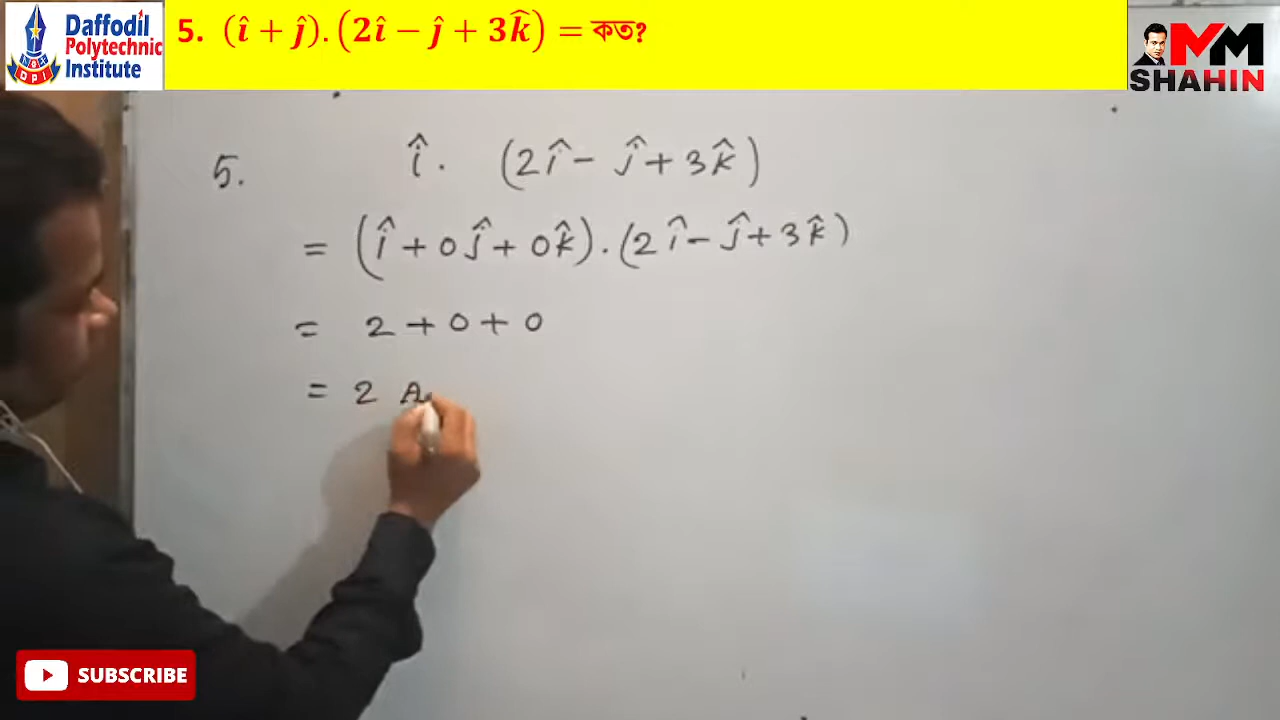 Daffodil
Polytechnic
Institute
DPI
5. (î + ĵ). (2î − ĵ + 3k̂) = কত?
MM
SHAHIN
5. î . (2î − ĵ + 3k̂)
= (î + 0ĵ + 0k̂) . (2î − ĵ + 3k̂)
= 2 + 0 + 0
= 2 A
SUBSCRIBE